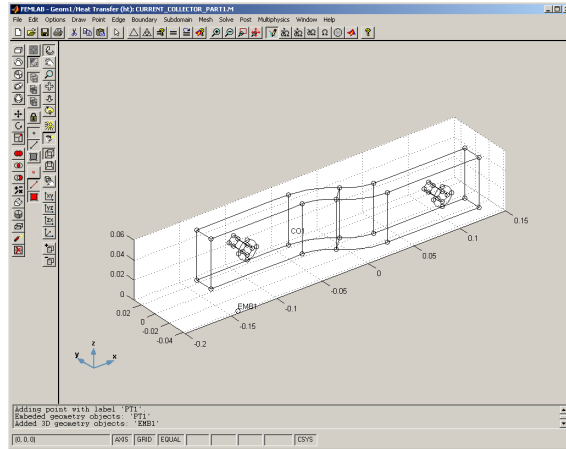 FEMLAB - Geom1/Heat Transfer (ht): CURRENT_COLLECTOR_PART1.M
File Edit Options Draw Point Edge Boundary Subdomain Mesh Solve Post Multiphysics Window Help
0.06
0.04
0.02
0
0.02
0
-0.02
-0.04
-0.2
-0.15
-0.1
-0.05
0
0.05
0.1
0.15
CO1
EMB1
z
y
x
Adding point with label 'PT1'.
Embeded geometry objects: 'PT1'
Added 3D geometry objects: 'EMB1'
(0, 0, 0) AXIS GRID EQUAL CSYS